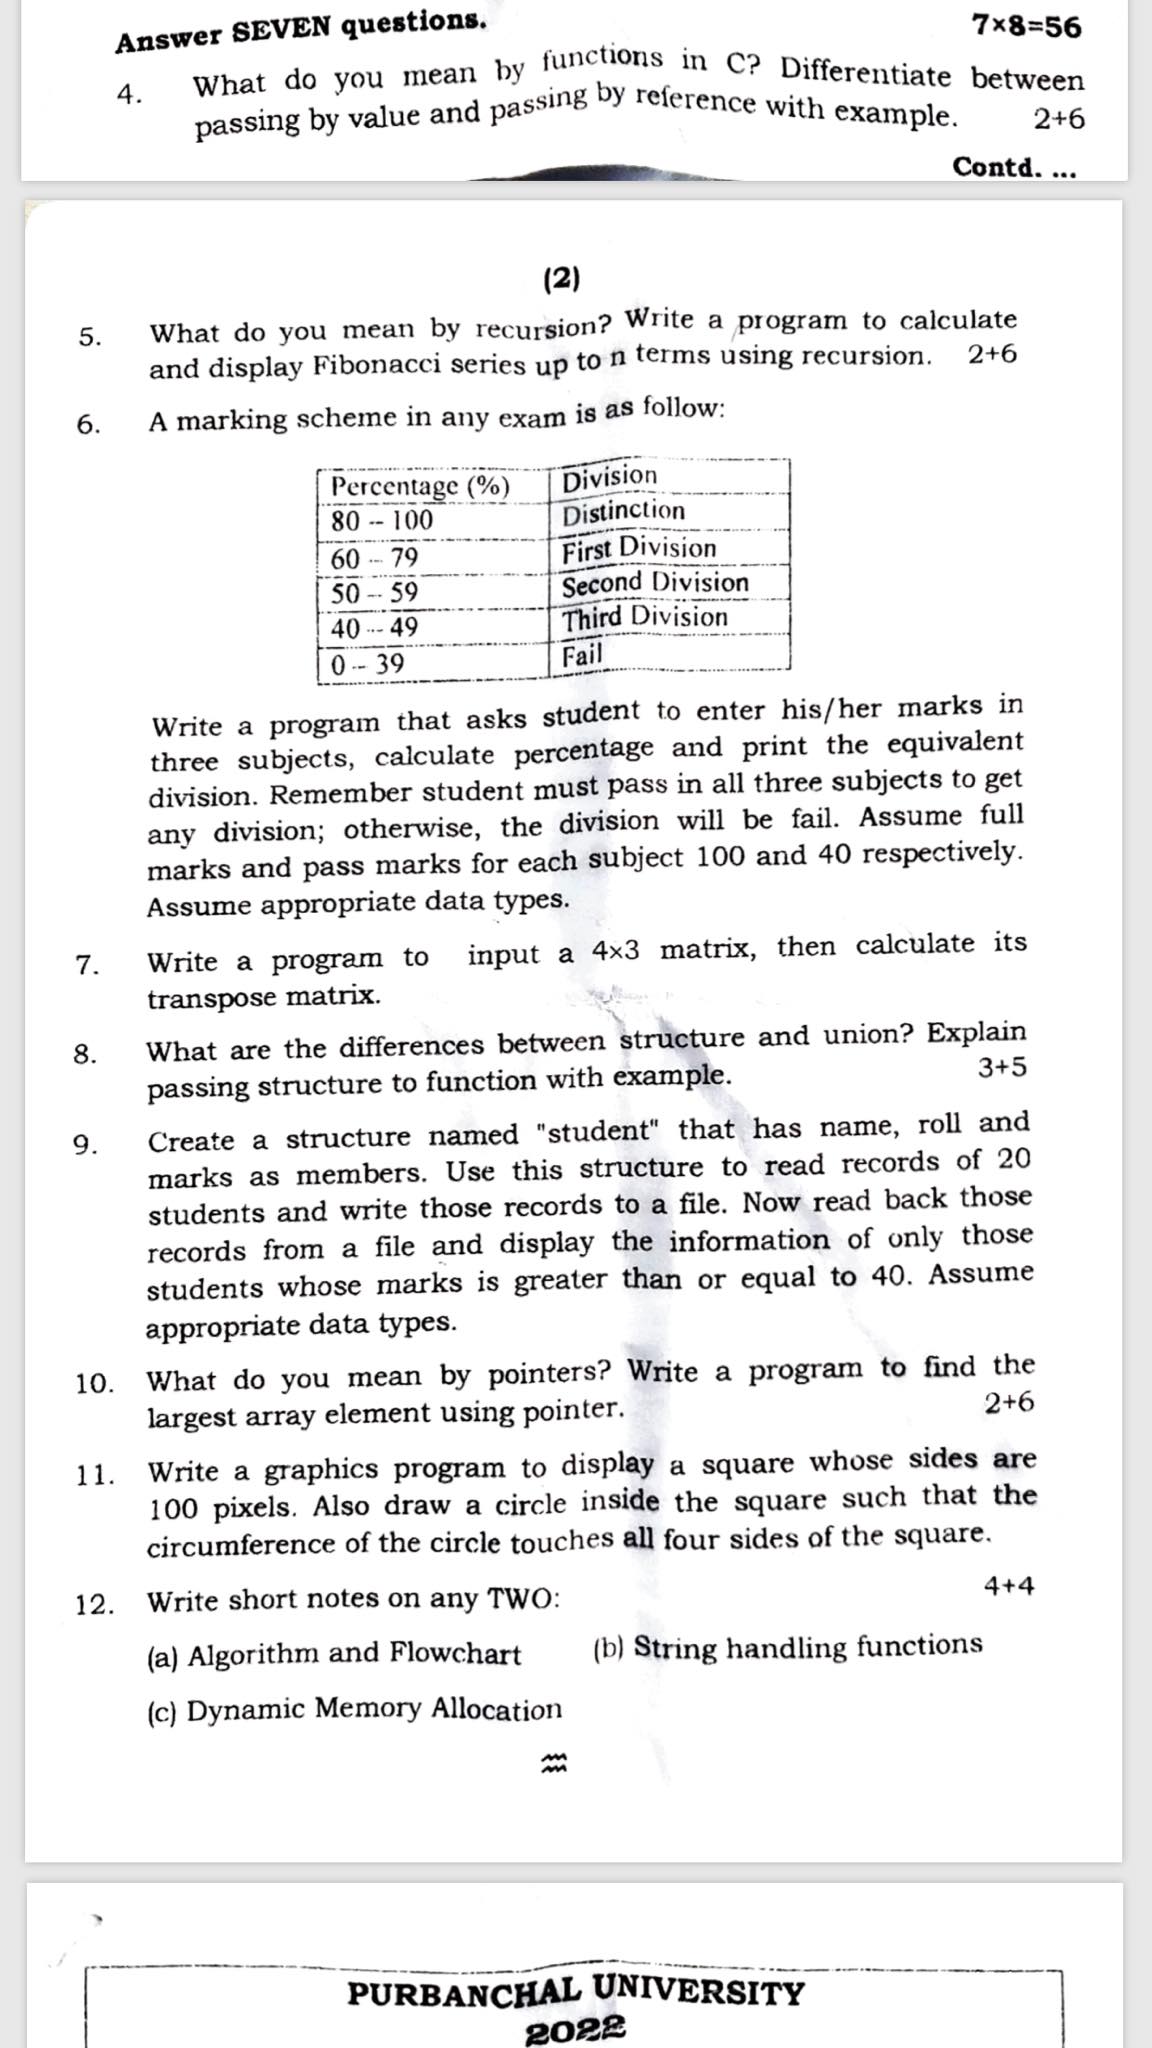 Answer SEVEN questions. 7×8=56
4. What do you mean by functions in C? Differentiate between
passing by value and passing by reference with example. 2+6
Contd. ...
(2)
5. What do you mean by recursion? Write a program to calculate
and display Fibonacci series up to n terms using recursion. 2+6
6. A marking scheme in any exam is as follow:
Percentage (%) Division
80 -- 100 Distinction
60 -- 79 First Division
50 -- 59 Second Division
40 -- 49 Third Division
0 -- 39 Fail
Write a program that asks student to enter his/her marks in
three subjects, calculate percentage and print the equivalent
division. Remember student must pass in all three subjects to get
any division; otherwise, the division will be fail. Assume full
marks and pass marks for each subject 100 and 40 respectively.
Assume appropriate data types.
7. Write a program to input a 4×3 matrix, then calculate its
transpose matrix.
8. What are the differences between structure and union? Explain
passing structure to function with example. 3+5
9. Create a structure named "student" that has name, roll and
marks as members. Use this structure to read records of 20
students and write those records to a file. Now read back those
records from a file and display the information of only those
students whose marks is greater than or equal to 40. Assume
appropriate data types.
10. What do you mean by pointers? Write a program to find the
largest array element using pointer. 2+6
11. Write a graphics program to display a square whose sides are
100 pixels. Also draw a circle inside the square such that the
circumference of the circle touches all four sides of the square.
12. Write short notes on any TWO: 4+4
(a) Algorithm and Flowchart (b) String handling functions
(c) Dynamic Memory Allocation
PURBANCHAL UNIVERSITY
2022